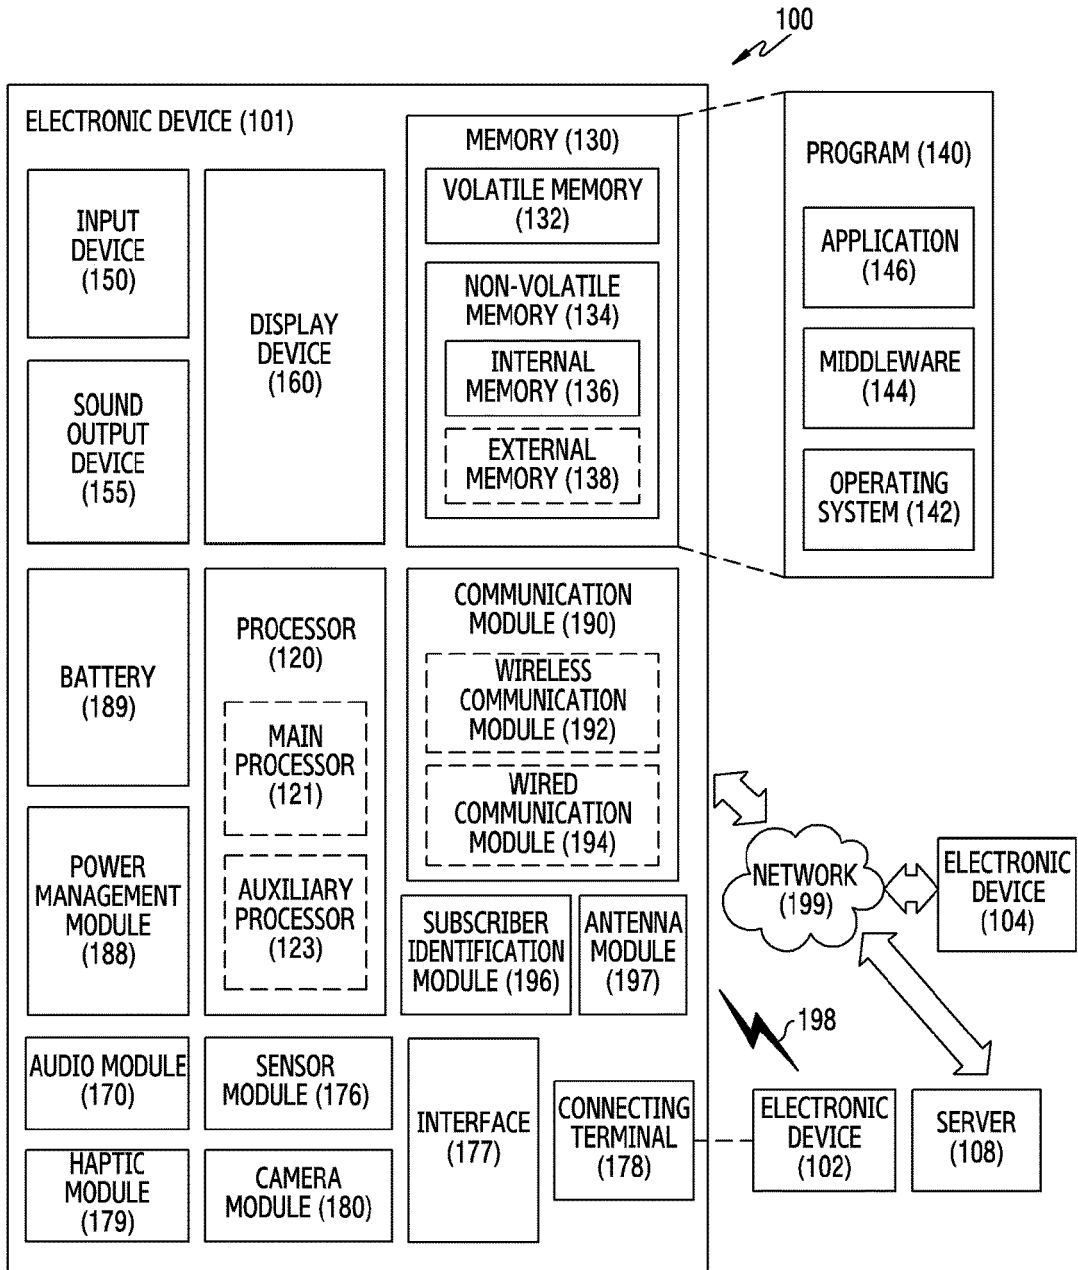 100
ELECTRONIC DEVICE (101)
INPUT
DEVICE
(150)
SOUND
OUTPUT
DEVICE
(155)
DISPLAY
DEVICE
(160)
MEMORY (130)
VOLATILE MEMORY
(132)
NON-VOLATILE
MEMORY (134)
INTERNAL
MEMORY (136)
EXTERNAL
MEMORY (138)
PROGRAM (140)
APPLICATION
(146)
MIDDLEWARE
(144)
OPERATING
SYSTEM (142)
BATTERY
(189)
POWER
MANAGEMENT
MODULE
(188)
PROCESSOR
(120)
MAIN
PROCESSOR
(121)
AUXILIARY
PROCESSOR
(123)
COMMUNICATION
MODULE (190)
WIRELESS
COMMUNICATION
MODULE (192)
WIRED
COMMUNICATION
MODULE (194)
SUBSCRIBER
IDENTIFICATION
MODULE (196)
ANTENNA
MODULE
(197)
NETWORK
(199)
ELECTRONIC
DEVICE
(104)
198
AUDIO MODULE
(170)
SENSOR
MODULE (176)
HAPTIC
MODULE
(179)
CAMERA
MODULE (180)
INTERFACE
(177)
CONNECTING
TERMINAL
(178)
ELECTRONIC
DEVICE
(102)
SERVER
(108)